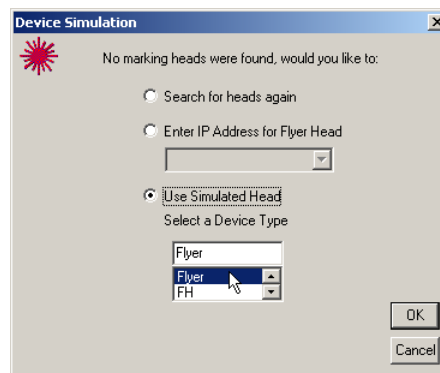 Device Simulation
No marking heads were found, would you like to:
Search for heads again
Enter IP Address for Flyer Head
Use Simulated Head
Select a Device Type
Flyer
Flyer
FH
OK
Cancel